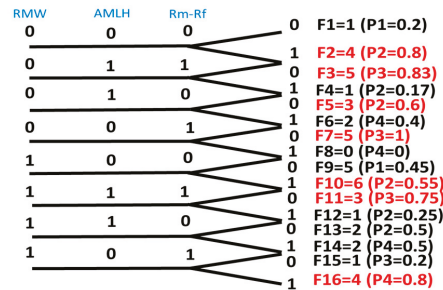 RMW AMLH Rm-Rf
0 0 0 0 F1=1 (P1=0.2)
1 F2=4 (P2=0.8)
0 1 1 0 F3=5 (P3=0.83)
1 F4=1 (P2=0.17)
0 1 0 0 F5=3 (P2=0.6)
1 F6=2 (P4=0.4)
0 0 1 0 F7=5 (P3=1)
1 F8=0 (P4=0)
1 0 0 0 F9=5 (P1=0.45)
1 F10=6 (P2=0.55)
1 1 1 0 F11=3 (P3=0.75)
1 F12=1 (P2=0.25)
1 1 0 0 F13=2 (P2=0.5)
1 F14=2 (P4=0.5)
1 0 1 0 F15=1 (P3=0.2)
1 F16=4 (P4=0.8)